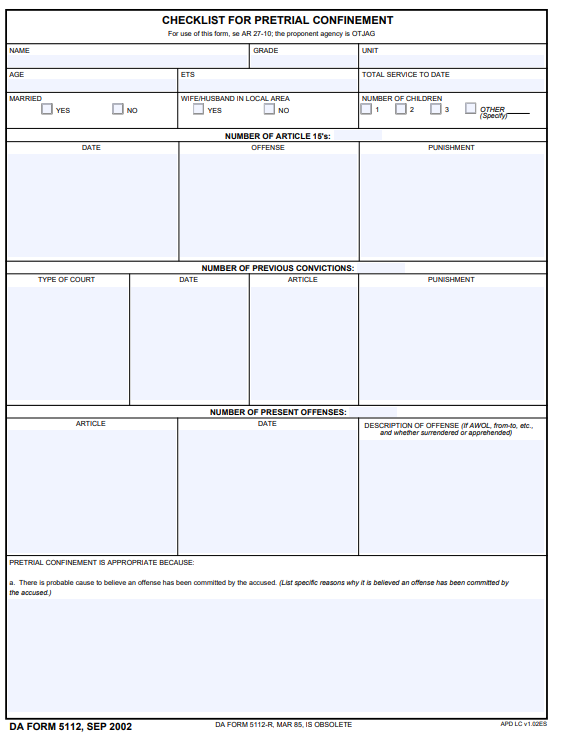 CHECKLIST FOR PRETRIAL CONFINEMENT
For use of this form, se AR 27-10; the proponent agency is OTJAG
NAME GRADE UNIT
AGE ETS TOTAL SERVICE TO DATE
MARRIED WIFE/HUSBAND IN LOCAL AREA NUMBER OF CHILDREN
YES NO YES NO 1 2 3 OTHER
(Specify)
NUMBER OF ARTICLE 15's:
DATE OFFENSE PUNISHMENT
NUMBER OF PREVIOUS CONVICTIONS:
TYPE OF COURT DATE ARTICLE PUNISHMENT
NUMBER OF PRESENT OFFENSES:
ARTICLE DATE DESCRIPTION OF OFFENSE (If AWOL, from-to, etc.,
and whether surrendered or apprehended)
PRETRIAL CONFINEMENT IS APPROPRIATE BECAUSE:
a. There is probable cause to believe an offense has been committed by the accused. (List specific reasons why it is believed an offense has been committed by
the accused.)
DA FORM 5112, SEP 2002 DA FORM 5112-R, MAR 85, IS OBSOLETE APD LC v1.02ES